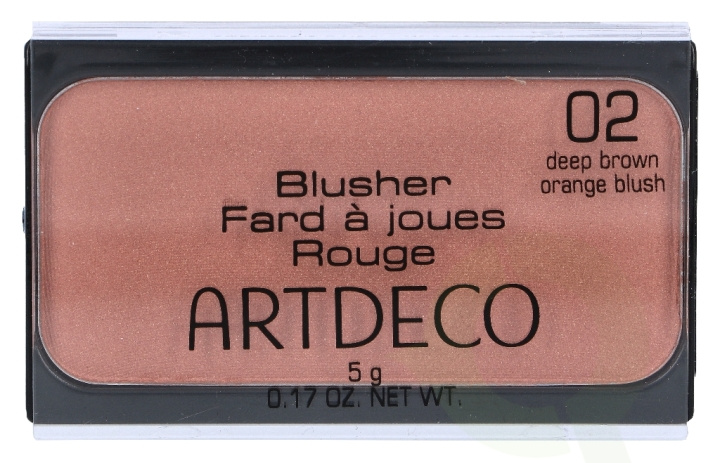 02
deep brown
orange blush
Blusher
Fard à joues
Rouge
ARTDECO
5 g
0.17 OZ. NET WT.